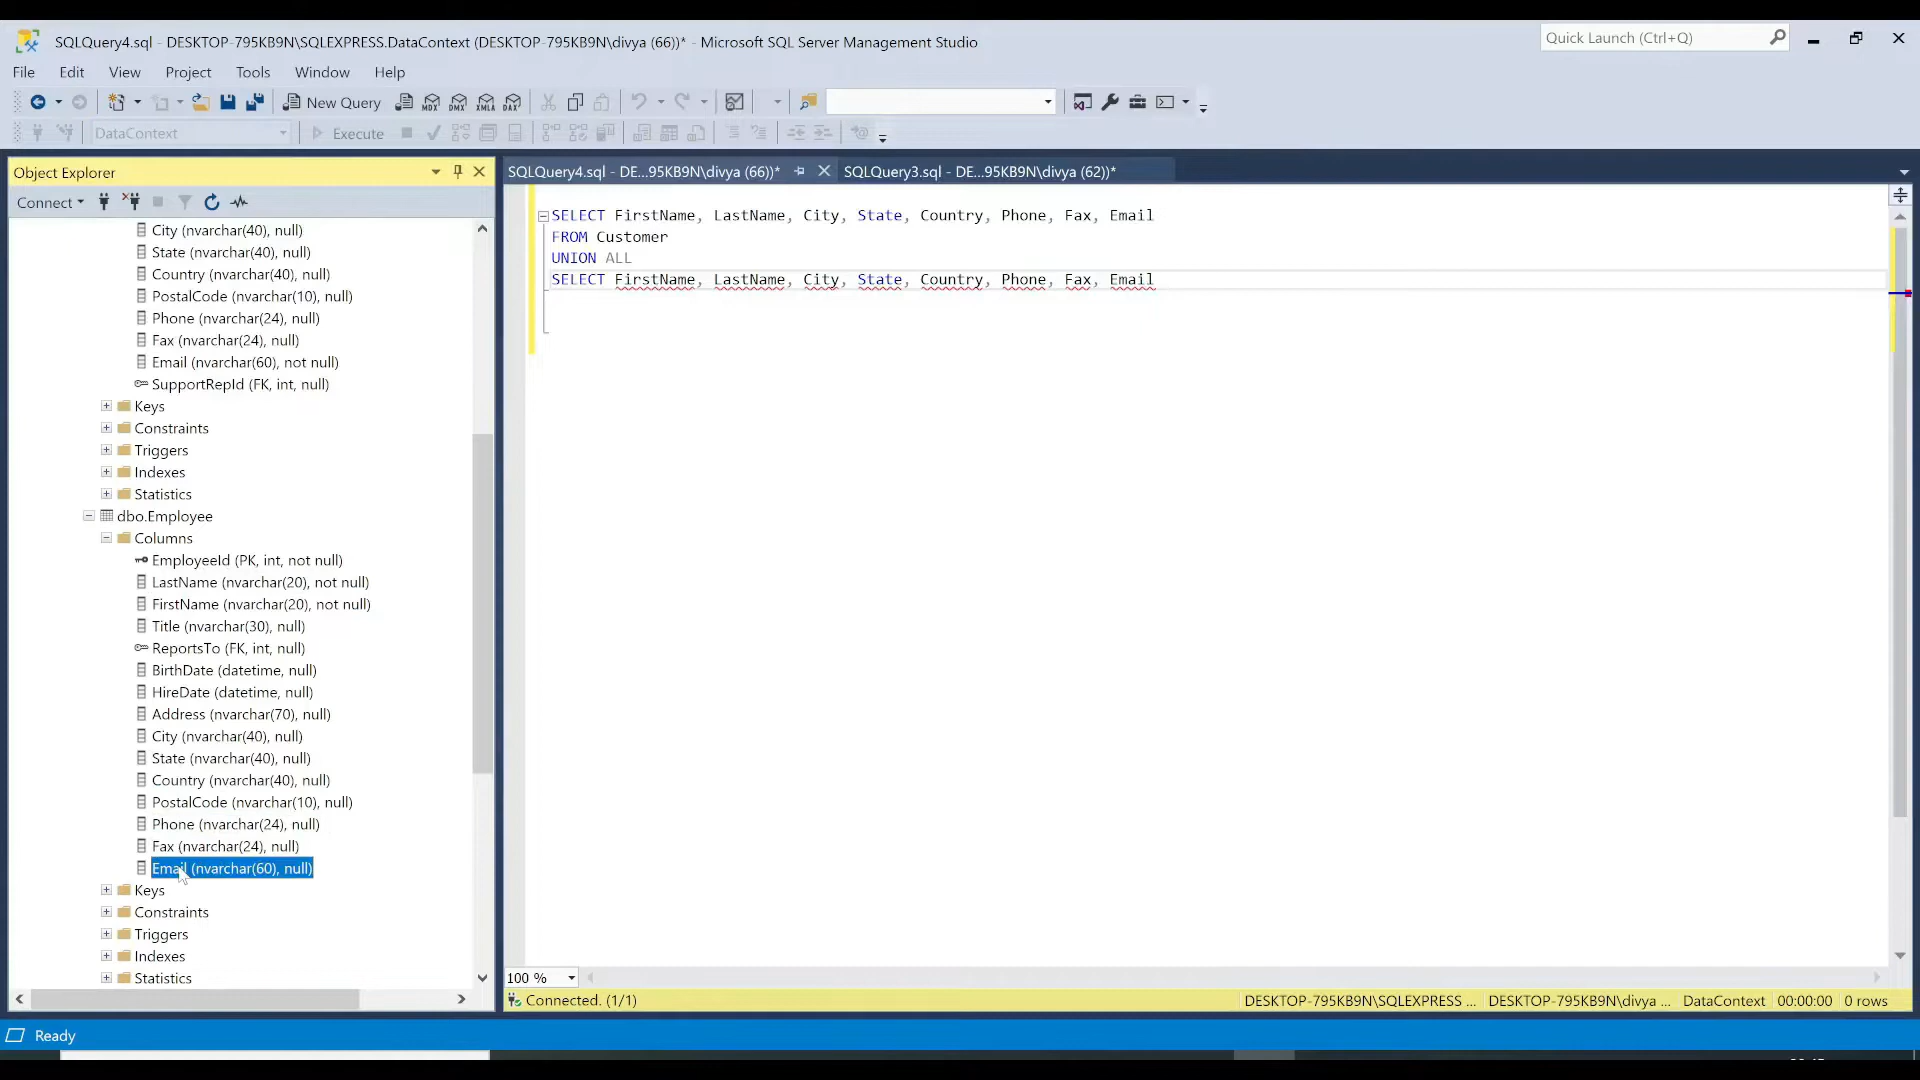 SQLQuery4.sql - DESKTOP-795KB9N\SQLEXPRESS.DataContext (DESKTOP-795KB9N\divya (66))* - Microsoft SQL Server Management Studio
Quick Launch (Ctrl+Q)
File Edit View Project Tools Window Help
New Query MDX DMX XMLA DAX
DataContext Execute
Object Explorer
SQLQuery4.sql - DE...95KB9N\divya (66))* SQLQuery3.sql - DE...95KB9N\divya (62))*
Connect
City (nvarchar(40), null)
State (nvarchar(40), null)
Country (nvarchar(40), null)
PostalCode (nvarchar(10), null)
Phone (nvarchar(24), null)
Fax (nvarchar(24), null)
Email (nvarchar(60), not null)
SupportRepId (FK, int, null)
Keys
Constraints
Triggers
Indexes
Statistics
dbo.Employee
Columns
EmployeeId (PK, int, not null)
LastName (nvarchar(20), not null)
FirstName (nvarchar(20), not null)
Title (nvarchar(30), null)
ReportsTo (FK, int, null)
BirthDate (datetime, null)
HireDate (datetime, null)
Address (nvarchar(70), null)
City (nvarchar(40), null)
State (nvarchar(40), null)
Country (nvarchar(40), null)
PostalCode (nvarchar(10), null)
Phone (nvarchar(24), null)
Fax (nvarchar(24), null)
Email (nvarchar(60), null)
Keys
Constraints
Triggers
Indexes
Statistics
SELECT FirstName, LastName, City, State, Country, Phone, Fax, Email
FROM Customer
UNION ALL
SELECT FirstName, LastName, City, State, Country, Phone, Fax, Email
100 %
Connected. (1/1) DESKTOP-795KB9N\SQLEXPRESS ... DESKTOP-795KB9N\divya ... DataContext 00:00:00 0 rows
Ready